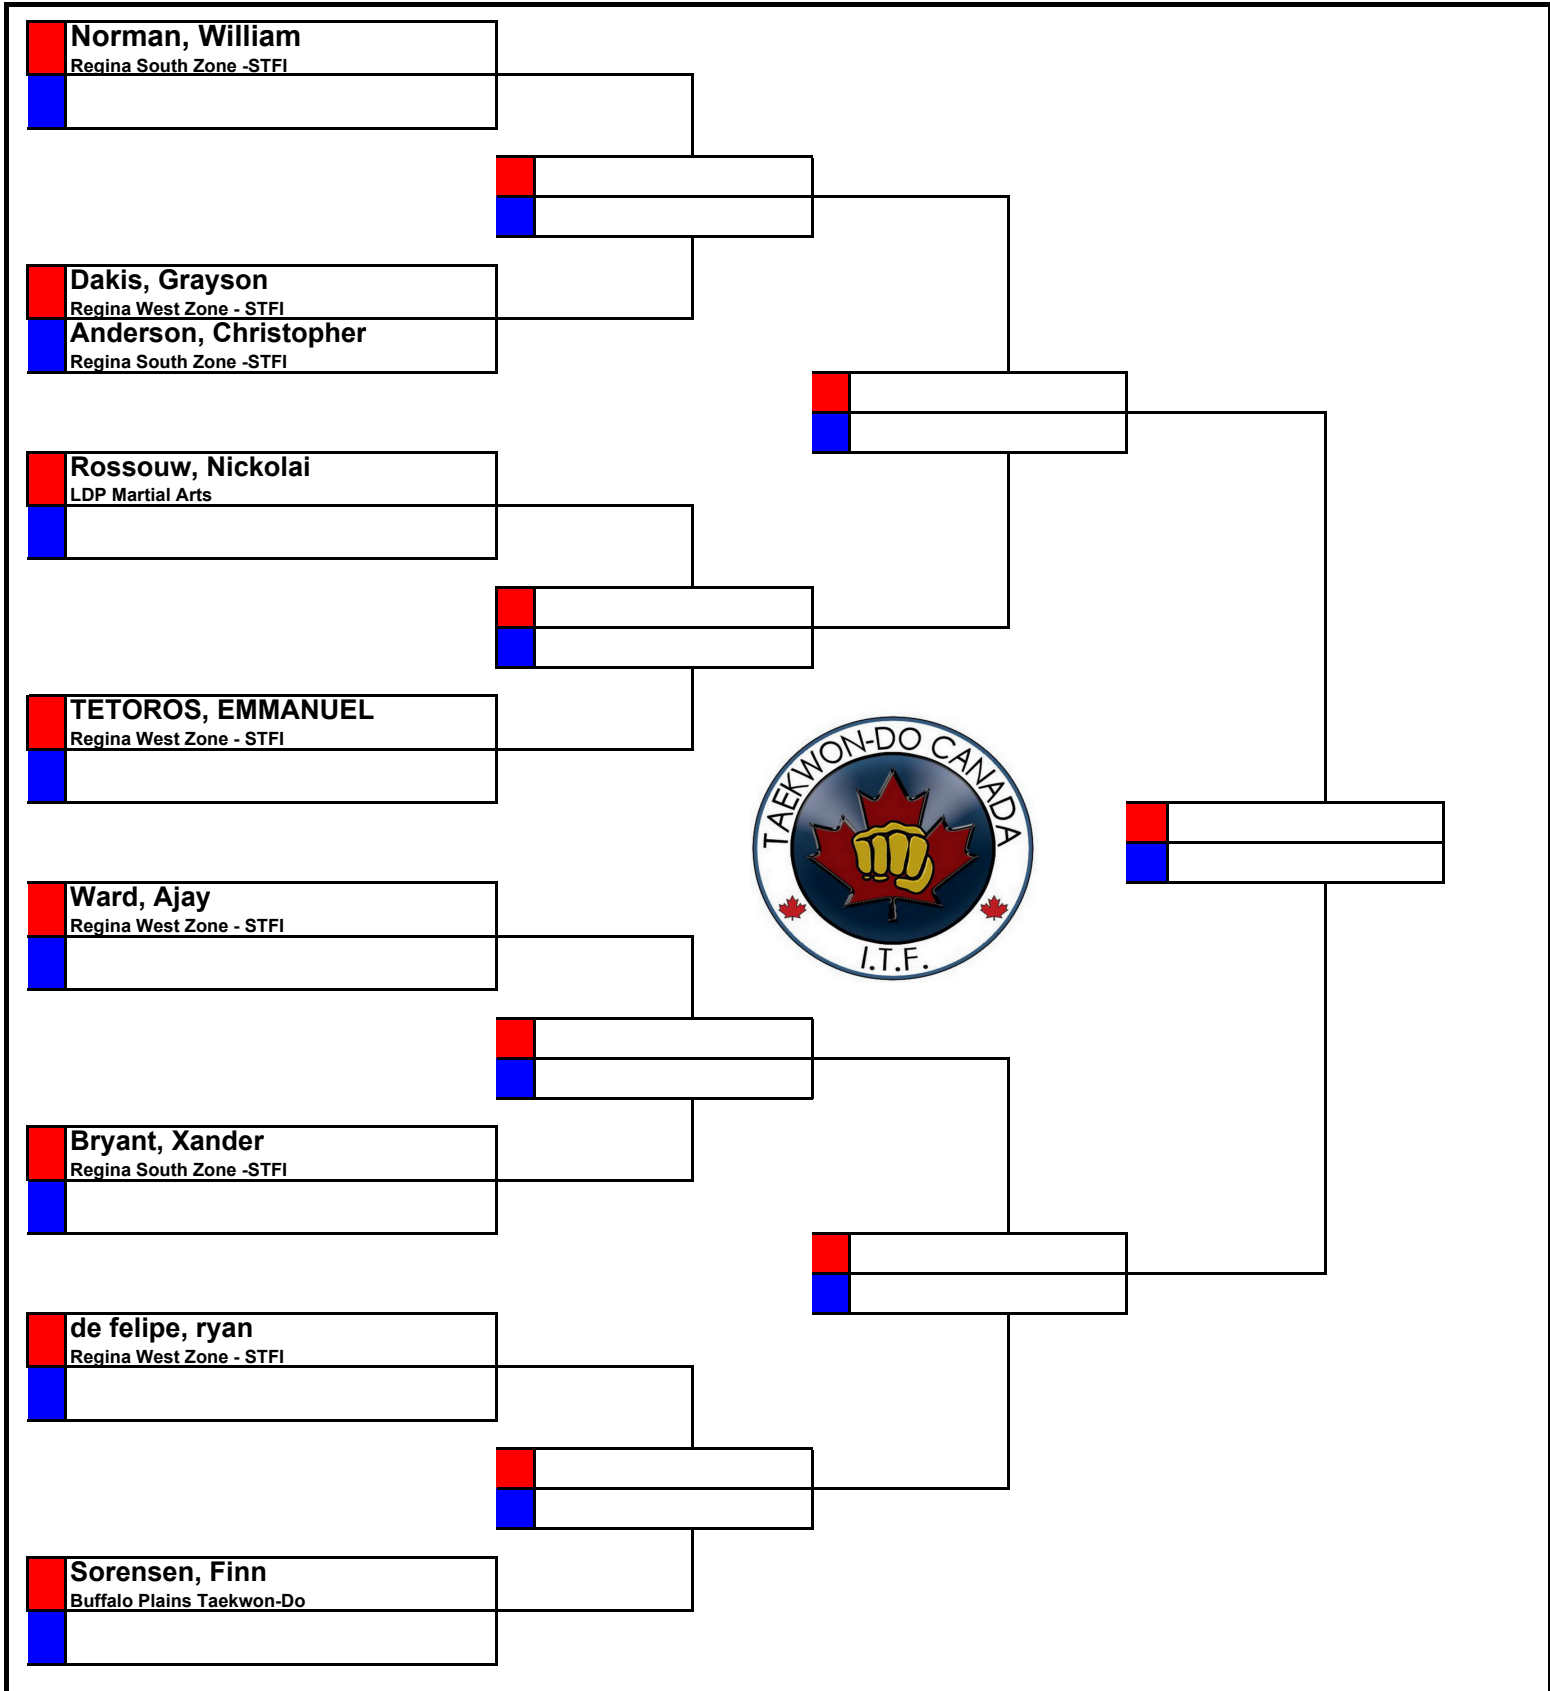 Norman, William
Regina South Zone -STFI
Dakis, Grayson
Regina West Zone - STFI
Anderson, Christopher
Regina South Zone -STFI
Rossouw, Nickolai
LDP Martial Arts
TETOROS, EMMANUEL
Regina West Zone - STFI
TAEKWON-DO CANADA
I.T.F.
Ward, Ajay
Regina West Zone - STFI
Bryant, Xander
Regina South Zone -STFI
de felipe, ryan
Regina West Zone - STFI
Sorensen, Finn
Buffalo Plains Taekwon-Do